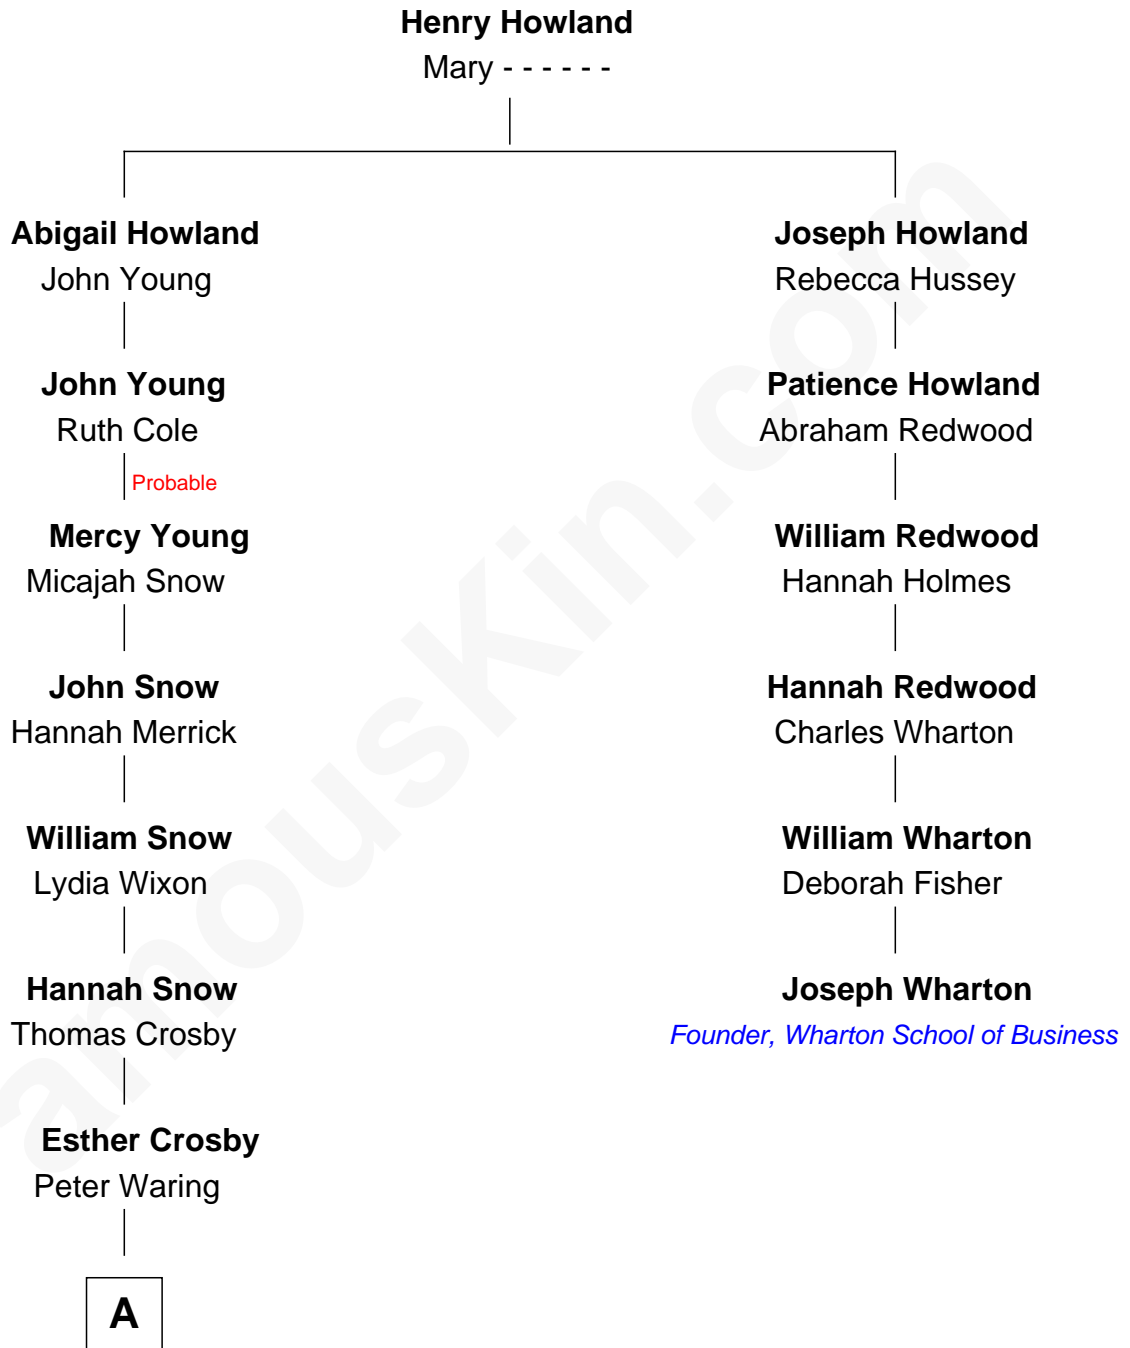 Henry Howland
Mary - - - - - -
Abigail Howland
John Young
Joseph Howland
Rebecca Hussey
John Young
Ruth Cole
Probable
Patience Howland
Abraham Redwood
Mercy Young
Micajah Snow
William Redwood
Hannah Holmes
John Snow
Hannah Merrick
Hannah Redwood
Charles Wharton
William Snow
Lydia Wixon
William Wharton
Deborah Fisher
Hannah Snow
Thomas Crosby
Joseph Wharton
Founder, Wharton School of Business
Esther Crosby
Peter Waring
A
amousKin.com